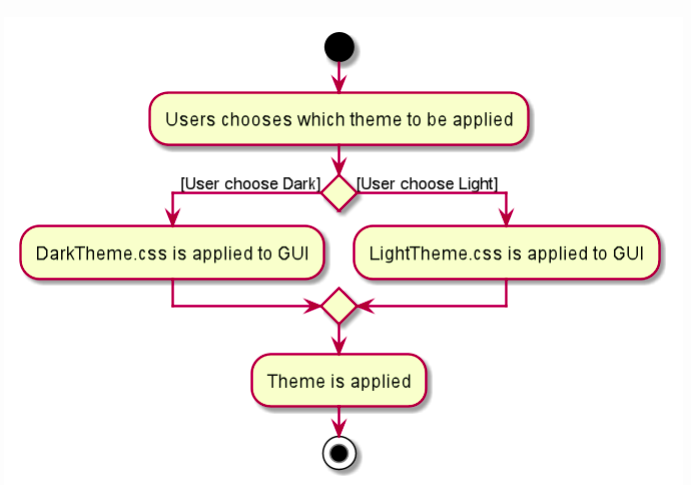 Users chooses which theme to be applied
[User choose Dark]
[User choose Light]
DarkTheme.css is applied to GUI
LightTheme.css is applied to GUI
Theme is applied